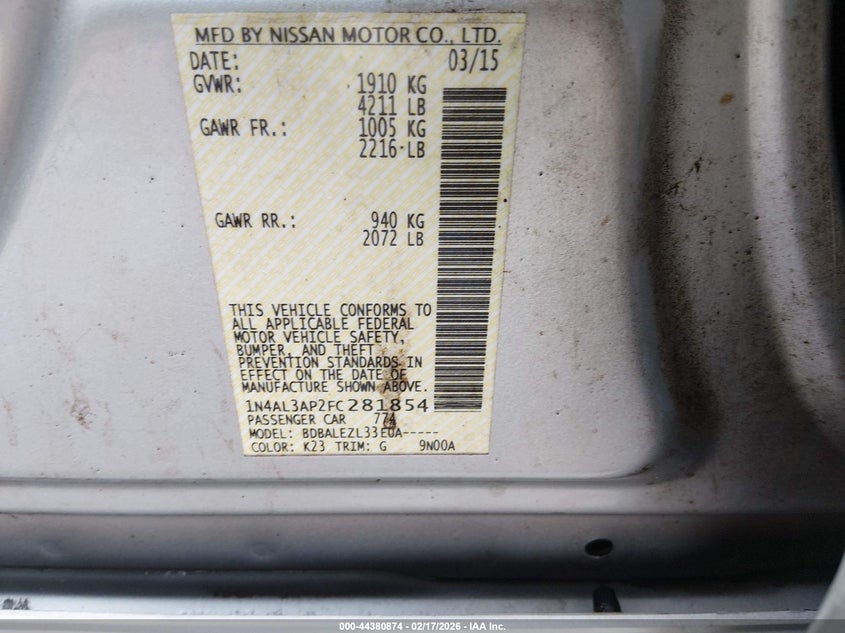 MFD BY NISSAN MOTOR CO., LTD.
DATE: 03/15
GVWR: 1910 KG
4211 LB
GAWR FR.: 1005 KG
2216 LB
GAWR RR.: 940 KG
2072 LB
THIS VEHICLE CONFORMS TO
ALL APPLICABLE FEDERAL
MOTOR VEHICLE SAFETY,
BUMPER, AND THEFT
PREVENTION STANDARDS IN
EFFECT ON THE DATE OF
MANUFACTURE SHOWN ABOVE.
1N4AL3AP2FC281854
PASSENGER CAR 774
MODEL: BDBALEZL33EUA-----
COLOR: K23 TRIM: G 9N00A
000-44380874 - 02/17/2026 - IAA Inc.